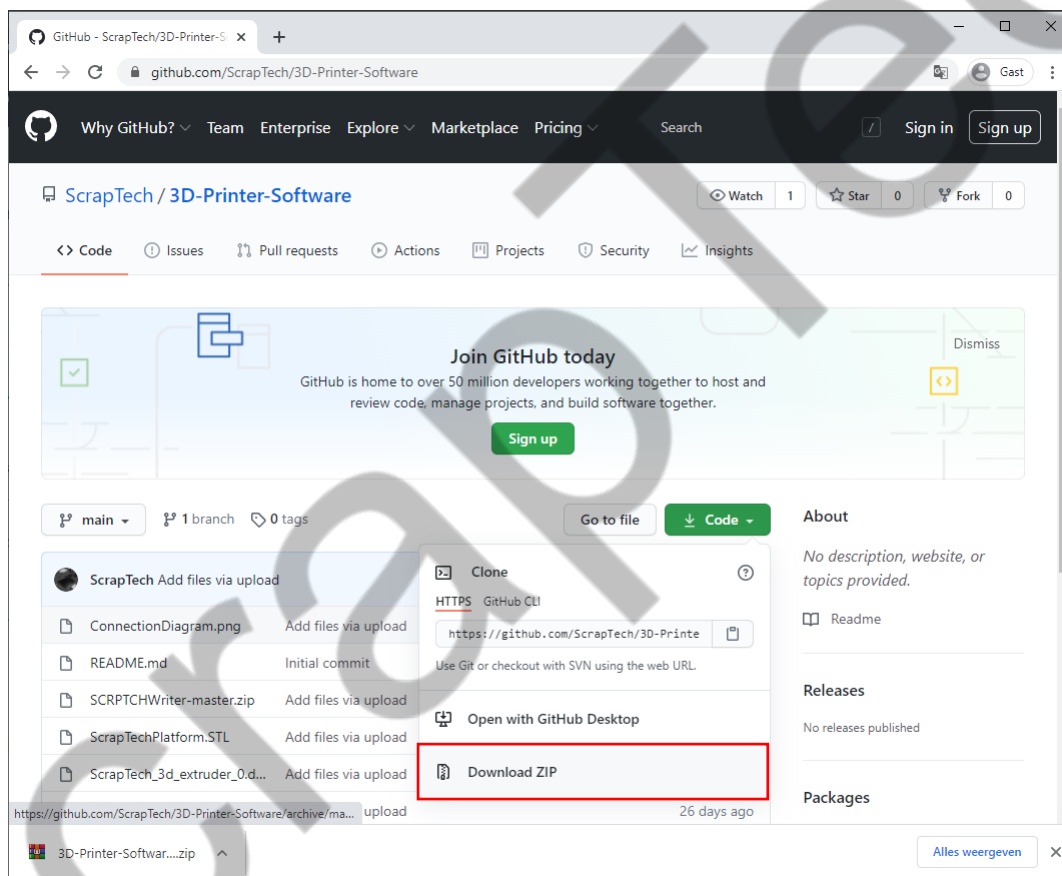 GitHub - ScrapTech/3D-Printer-S
github.com/ScrapTech/3D-Printer-Software
Gast
Why GitHub? Team Enterprise Explore Marketplace Pricing Search / Sign in Sign up
ScrapTech / 3D-Printer-Software
Watch 1 Star 0 Fork 0
Code Issues Pull requests Actions Projects Security Insights
Join GitHub today
Dismiss
GitHub is home to over 50 million developers working together to host and
review code, manage projects, and build software together.
Sign up
main 1 branch 0 tags Go to file Code
About
No description, website, or
topics provided.
Readme
Releases
No releases published
Packages
ScrapTech Add files via upload
ConnectionDiagram.png Add files via upload
README.md Initial commit
SCRPTCHWriter-master.zip Add files via upload
ScrapTechPlatform.STL Add files via upload
ScrapTech_3d_extruder_0.d... Add files via upload
upload 26 days ago
Clone
HTTPS GitHub CLI
https://github.com/ScrapTech/3D-Printe
Use Git or checkout with SVN using the web URL.
Open with GitHub Desktop
Download ZIP
https://github.com/ScrapTech/3D-Printer-Software/archive/ma...
3D-Printer-Softwar....zip
Alles weergeven